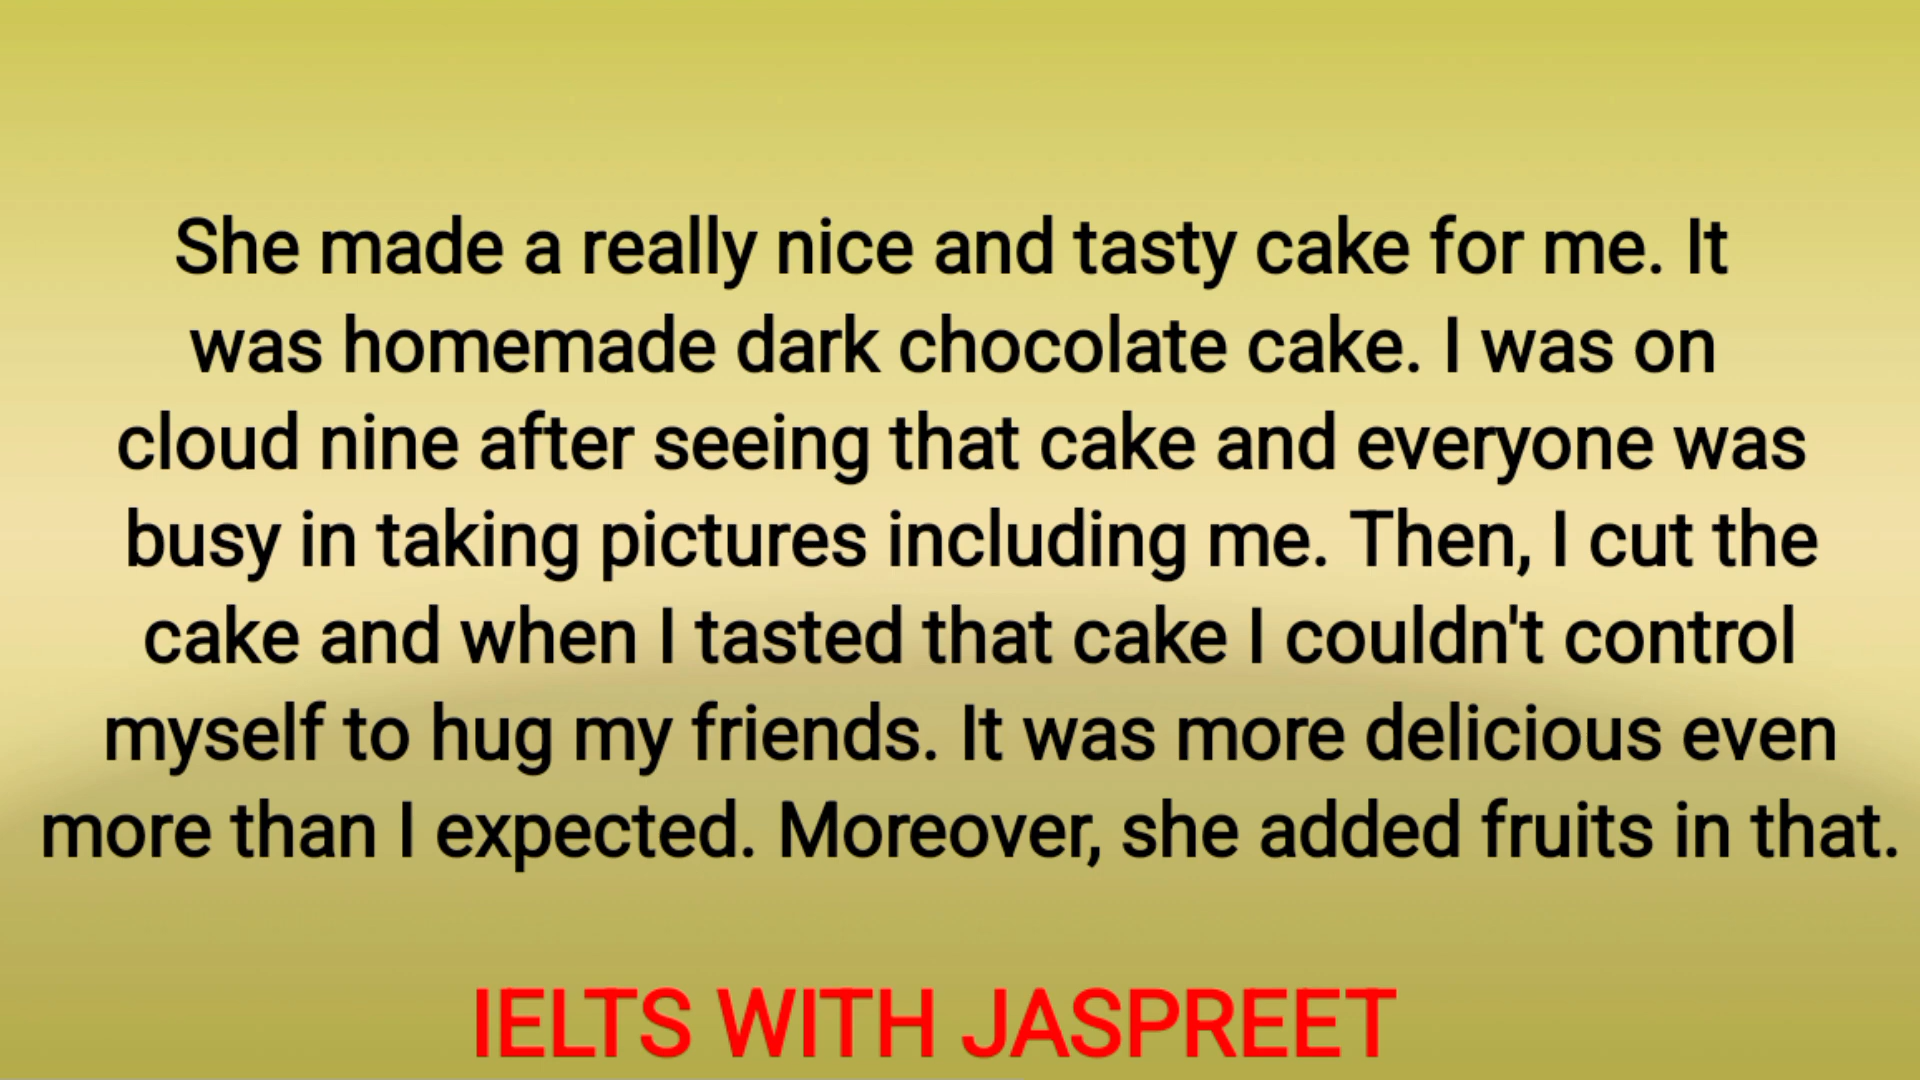 She made a really nice and tasty cake for me. It
was homemade dark chocolate cake. I was on
cloud nine after seeing that cake and everyone was
busy in taking pictures including me. Then, I cut the
cake and when I tasted that cake I couldn't control
myself to hug my friends. It was more delicious even
more than I expected. Moreover, she added fruits in that.
IELTS WITH JASPREET